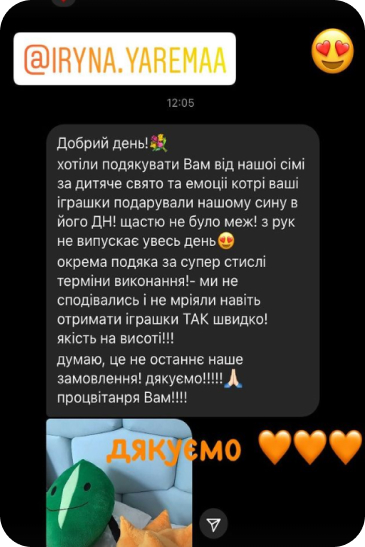 @IRYNA.YAREMAA
12:05
Добрий день!💐
хотіли подякувати Вам від нашої сімі
за дитяче свято та емоції котрі ваші
іграшки подарували нашому сину в
його ДН! щастю не було меж! з рук
не випускає увесь день😍
окрема подяка за супер стислі
терміни виконання!- ми не
сподівались і не мріяли навіть
отримати іграшки ТАК швидко!
якість на висоті!!!
думаю, це не останнє наше
замовлення! дякуємо!!!!!🙏🏻
процвітанря Вам!!!!
дякуємо 🧡🧡🧡